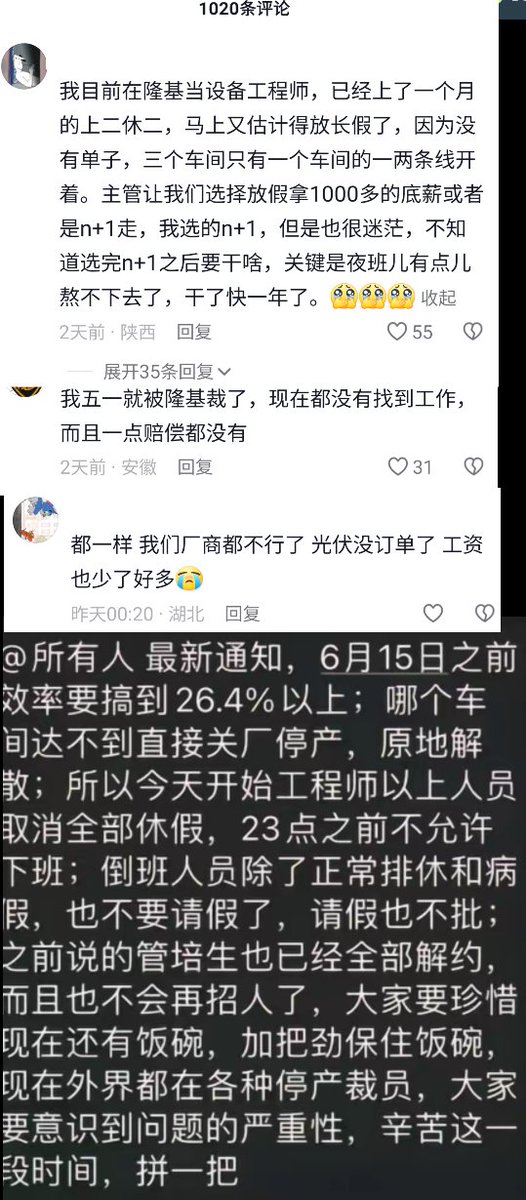 1020条评论
我目前在隆基当设备工程师，已经上了一个月
的上二休二，马上又估计得放长假了，因为没
有单子，三个车间只有一个车间的一两条线开
着。主管让我们选择放假拿1000多的底薪或者
是n+1走，我选的n+1，但是也很迷茫，不知
道选完n+1之后要干啥，关键是夜班儿有点儿
熬不下去了，干了快一年了。🥹🥹🥹 收起
2天前 · 陕西 回复 55
展开35条回复
我五一就被隆基裁了，现在都没有找到工作，
而且一点赔偿都没有
2天前 · 安徽 回复 31
都一样 我们厂商都不行了 光伏没订单了 工资
也少了好多😭
昨天00:20 · 湖北 回复
@所有人 最新通知，6月15日之前
效率要搞到26.4%以上；哪个车
间达不到直接关厂停产，原地解
散；所以今天开始工程师以上人员
取消全部休假，23点之前不允许
下班；倒班人员除了正常排休和病
假，也不要请假了，请假也不批；
之前说的管培生也已经全部解约，
而且也不会再招人了，大家要珍惜
现在还有饭碗，加把劲保住饭碗，
现在外界都在各种停产裁员，大家
要意识到问题的严重性，辛苦这一
段时间，拼一把